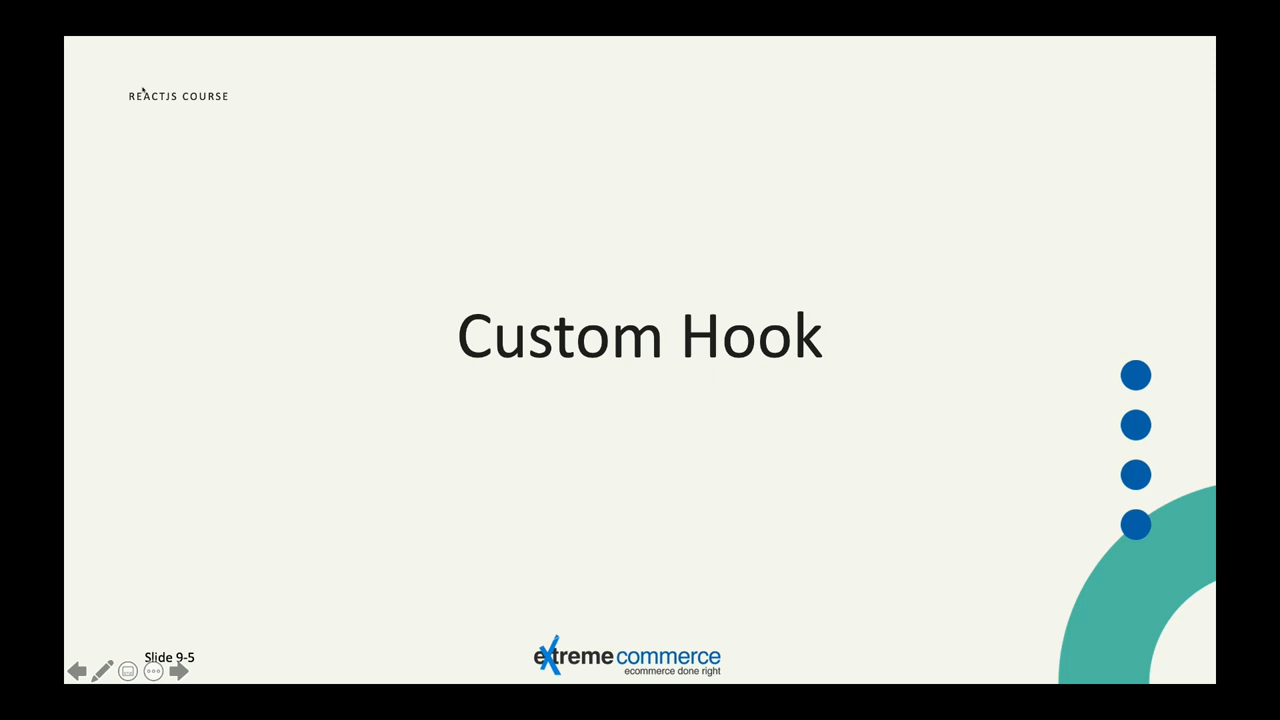 REACTJS COURSE
Custom Hook
Slide 9-5
extreme commerce
ecommerce done right